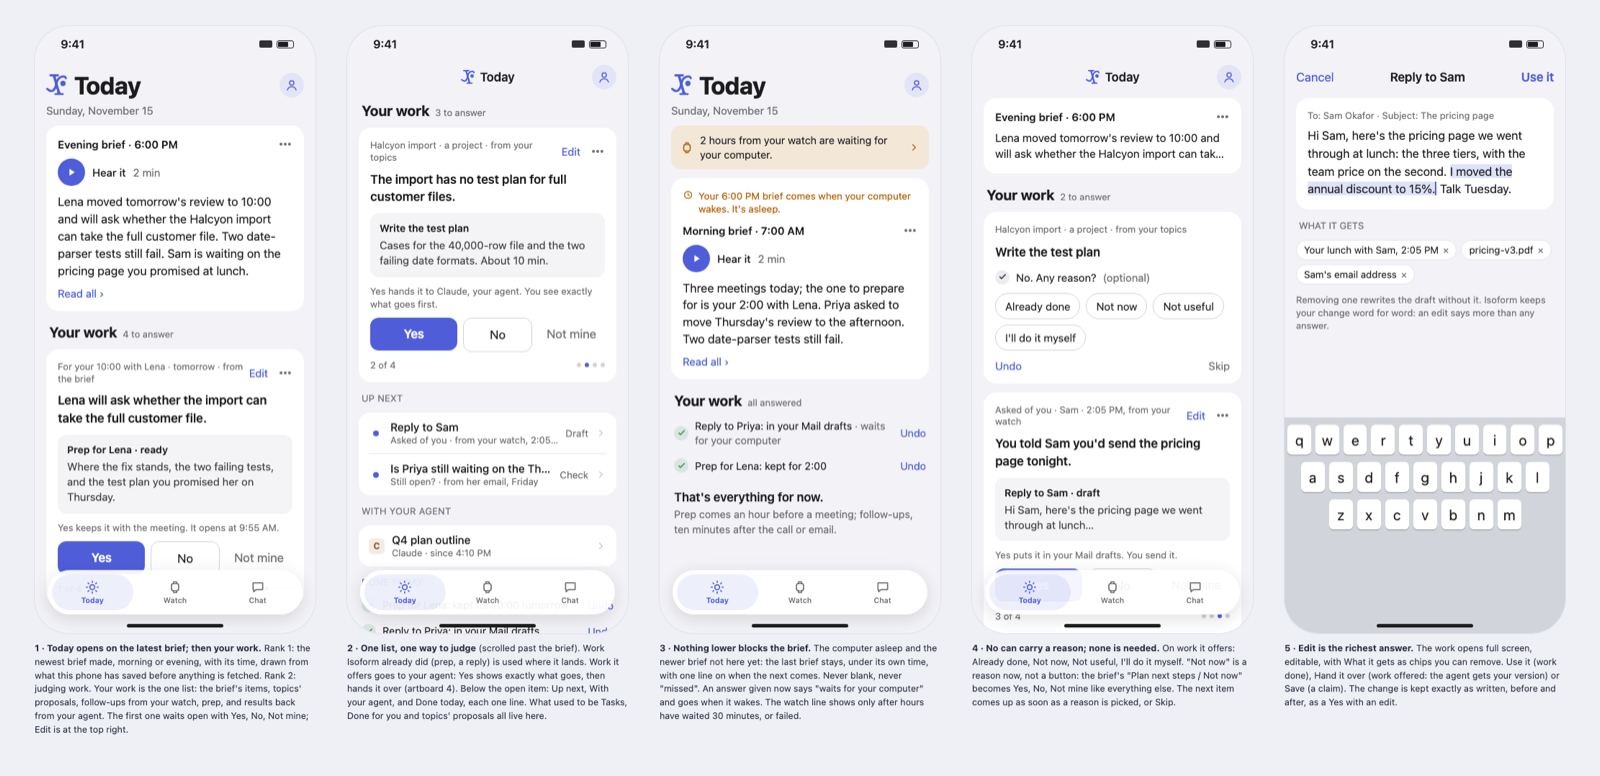 9:41
Today
Sunday, November 15
Evening brief · 6:00 PM
Hear it 2 min
Lena moved tomorrow's review to 10:00
and will ask whether the Halcyon import
can take the full customer file. Two date-
parser tests still fail. Sam is waiting on the
pricing page you promised at lunch.
Read all ›
Your work 4 to answer
For your 10:00 with Lena · tomorrow · from
the brief
Edit
Lena will ask whether the import can
take the full customer file.
Prep for Lena · ready
Where the fix stands, the two failing tests,
and the test plan you promised her on
Thursday.
Yes keeps it with the meeting. It opens at 9:55 AM.
Yes
No
Not mine
Today
Watch
Chat
1 · Today opens on the latest brief; then your work. Rank 1: the
newest brief made, morning or evening, with its time, drawn from
what this phone has saved before anything is fetched. Rank 2:
judging work. Your work is the one list: the brief's items, topics'
proposals, follow-ups from your watch, prep, and results back
from your agent. The first one waits open with Yes, No, Not mine;
Edit is at the top right.
9:41
Today
Your work 3 to answer
Halcyon import · a project · from your
topics
Edit
The import has no test plan for full
customer files.
Write the test plan
Cases for the 40,000-row file and the two
failing date formats. About 10 min.
Yes hands it to Claude, your agent. You see exactly
what goes first.
Yes
No
Not mine
2 of 4
UP NEXT
Reply to Sam
Asked of you · from your watch, 2:05...
Draft
Is Priya still waiting on the Th...
Still open? · from her email, Friday
Check
WITH YOUR AGENT
C
Q4 plan outline
Claude · since 4:10 PM
Today
Watch
Chat
Reply to Priya: in your Mail drafts
2 · One list, one way to judge (scrolled past the brief). Work
Isoform already did (prep, a reply) is used where it lands. Work it
offers goes to your agent: Yes shows exactly what goes, then
hands it over (artboard 4). Below the open item: Up next, With
your agent, and Done today, each one line. What used to be Tasks,
Done for you and topics' proposals all live here.
9:41
Today
Sunday, November 15
2 hours from your watch are waiting for
your computer.
Your 6:00 PM brief comes when your computer
wakes. It's asleep.
Morning brief · 7:00 AM
Hear it 2 min
Three meetings today; the one to prepare
for is your 2:00 with Lena. Priya asked to
move Thursday's review to the afternoon.
Two date-parser tests still fail.
Read all ›
Your work all answered
Reply to Priya: in your Mail drafts · waits
for your computer
Undo
Prep for Lena: kept for 2:00
Undo
That's everything for now.
Prep comes an hour before a meeting; follow-ups,
ten minutes after the call or email.
Today
Watch
Chat
3 · Nothing lower blocks the brief. The computer asleep and the
newer brief not here yet: the last brief stays, under its own time,
with one line on when the next comes. Never blank, never
"missed". An answer given now says "waits for your computer"
and goes when it wakes. The watch line shows only after hours
have waited 30 minutes, or failed.
9:41
Today
Evening brief · 6:00 PM
Lena moved tomorrow's review to 10:00 and
will ask whether the Halcyon import can tak...
Your work 2 to answer
Halcyon import · a project · from your topics
Write the test plan
No. Any reason? (optional)
Already done
Not now
Not useful
I'll do it myself
Undo
Skip
Asked of you · Sam · 2:05 PM, from your
watch
Edit
You told Sam you'd send the pricing
page tonight.
Reply to Sam · draft
Hi Sam, here's the pricing page we went
through at lunch...
Yes puts it in your Mail drafts. You send it.
Today
Watch
Chat
3 of 4
4 · No can carry a reason; none is needed. On work it offers:
Already done, Not now, Not useful, I'll do it myself. "Not now" is a
reason now, not a button: the brief's "Plan next steps / Not now"
becomes Yes, No, Not mine like everything else. The next item
comes up as soon as a reason is picked, or Skip.
9:41
Cancel
Reply to Sam
Use it
To: Sam Okafor · Subject: The pricing page
Hi Sam, here's the pricing page we went
through at lunch: the three tiers, with the
team price on the second. I moved the
annual discount to 15%. Talk Tuesday.
WHAT IT GETS
Your lunch with Sam, 2:05 PM ×
pricing-v3.pdf ×
Sam's email address ×
Removing one rewrites the draft without it. Isoform keeps
your change word for word: an edit says more than any
answer.
q w e r t y u i o p
a s d f g h j k l
z x c v b n m
5 · Edit is the richest answer. The work opens full screen,
editable, with What it gets as chips you can remove. Use it (work
done), Hand it over (work offered: the agent gets your version) or
Save (a claim). The change is kept exactly as written, before and
after, as a Yes with an edit.